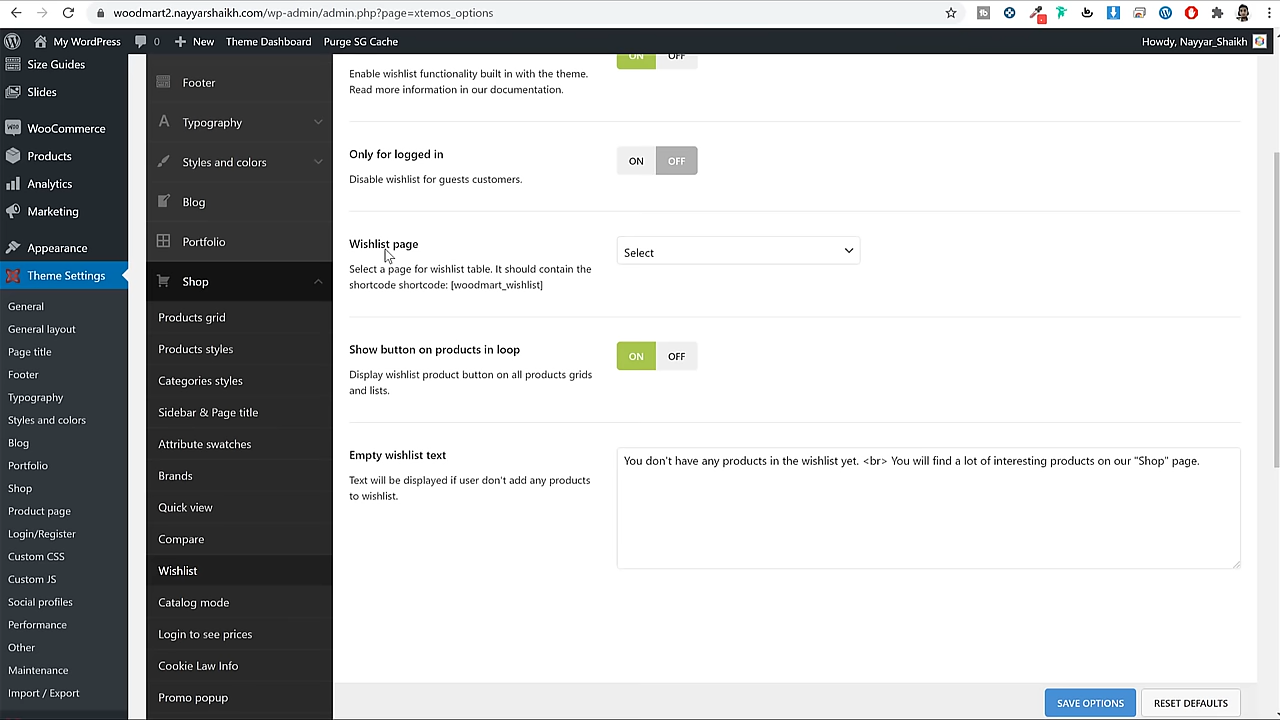 woodmart2.nayyarshaikh.com/wp-admin/admin.php?page=xtemos_options
My WordPress 0 New Theme Dashboard Purge SG Cache Howdy, Nayyar_Shaikh
Size Guides
Slides
WooCommerce
Products
Analytics
Marketing
Appearance
Theme Settings
General
General layout
Page title
Footer
Typography
Styles and colors
Blog
Portfolio
Shop
Product page
Login/Register
Custom CSS
Custom JS
Social profiles
Performance
Other
Maintenance
Import / Export
Footer
Typography
Styles and colors
Blog
Portfolio
Shop
Products grid
Products styles
Categories styles
Sidebar & Page title
Attribute swatches
Brands
Quick view
Compare
Wishlist
Catalog mode
Login to see prices
Cookie Law Info
Promo popup
ON OFF
Enable wishlist functionality built in with the theme.
Read more information in our documentation.
Only for logged in
ON OFF
Disable wishlist for guests customers.
Wishlist page
Select
Select a page for wishlist table. It should contain the
shortcode shortcode: [woodmart_wishlist]
Show button on products in loop
ON OFF
Display wishlist product button on all products grids
and lists.
Empty wishlist text
You don't have any products in the wishlist yet. <br> You will find a lot of interesting products on our "Shop" page.
Text will be displayed if user don't add any products
to wishlist.
SAVE OPTIONS RESET DEFAULTS